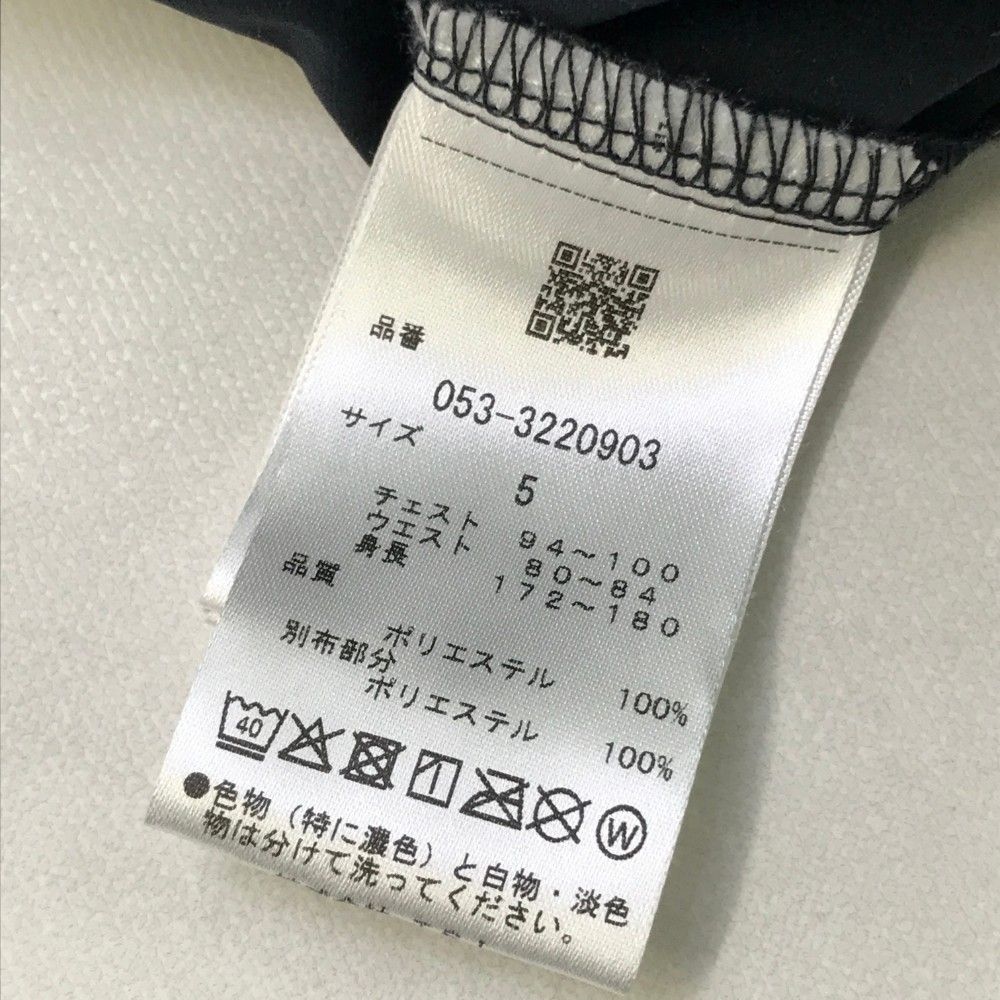 品番
053-3220903
サイズ
5
チェスト 94～100
ウエスト 80～84
身長 172～180
品質
ポリエステル 100%
別布部分
ポリエステル 100%
40
W
●色物（特に濃色）と白物・淡色
物は分けて洗ってください。